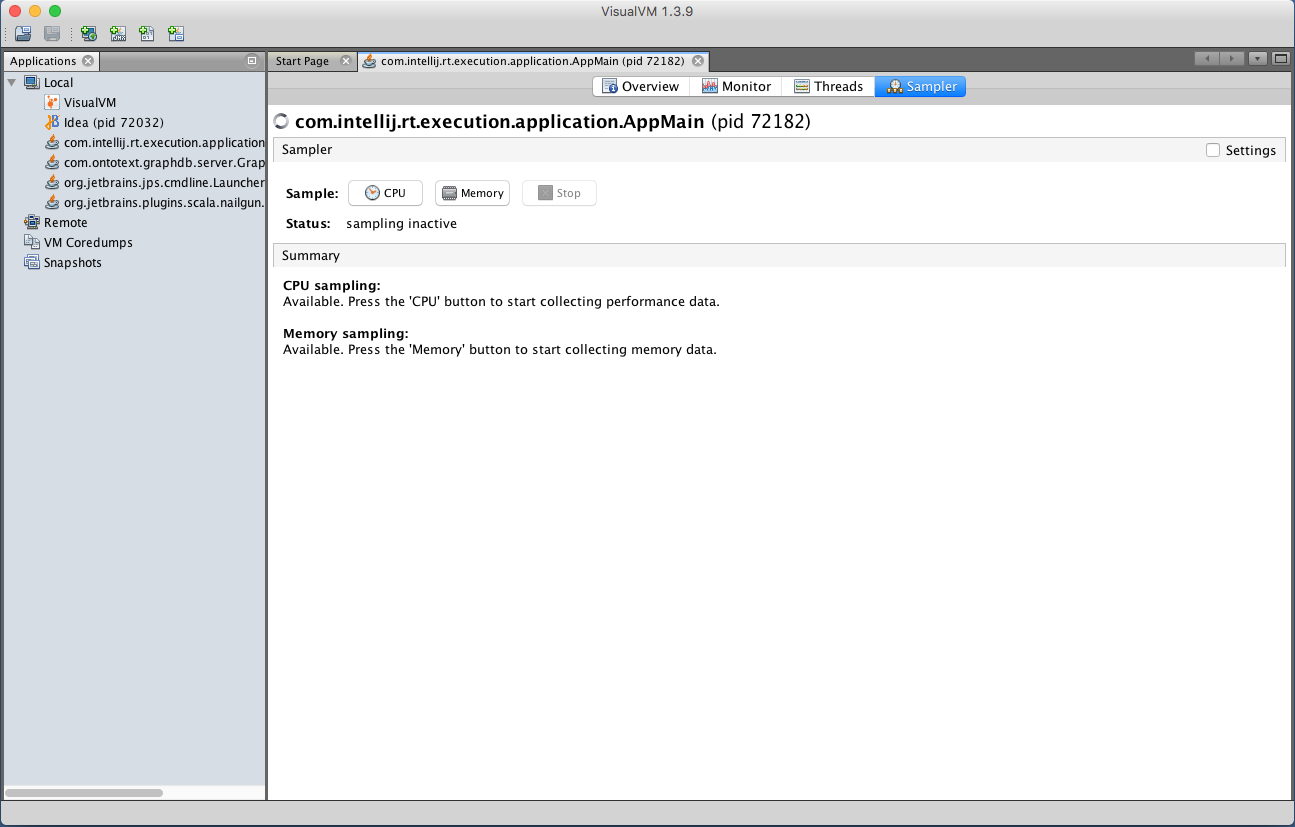 VisualVM 1.3.9
Applications
Start Page
com.intellij.rt.execution.application.AppMain (pid 72182)
Local
VisualVM
Idea (pid 72032)
com.intellij.rt.execution.application
com.ontotext.graphdb.server.Grap
org.jetbrains.jps.cmdline.Launcher
org.jetbrains.plugins.scala.nailgun.
Remote
VM Coredumps
Snapshots
Overview
Monitor
Threads
Sampler
com.intellij.rt.execution.application.AppMain (pid 72182)
Sampler
Settings
Sample:
CPU
Memory
Stop
Status: sampling inactive
Summary
CPU sampling:
Available. Press the 'CPU' button to start collecting performance data.
Memory sampling:
Available. Press the 'Memory' button to start collecting memory data.